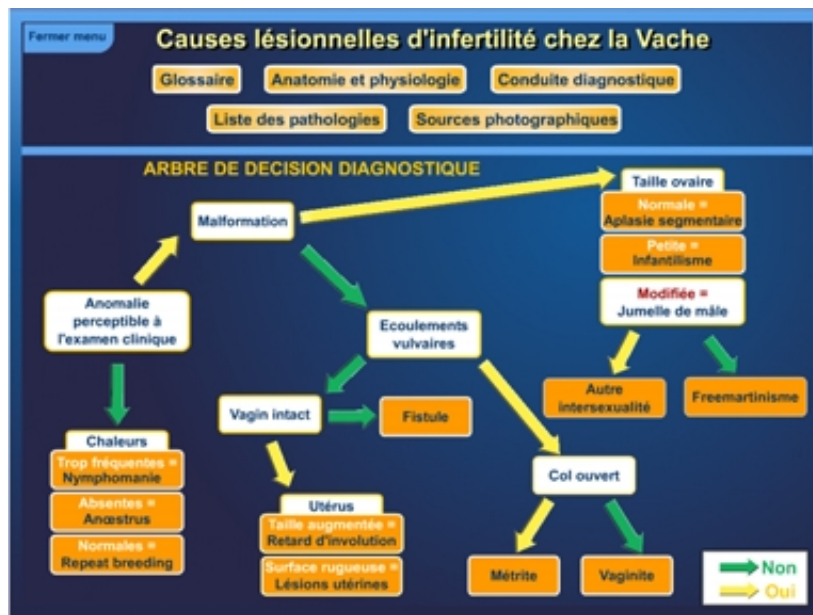 Fermer menu
Causes lésionnelles d'infertilité chez la Vache
Glossaire
Anatomie et physiologie
Conduite diagnostique
Liste des pathologies
Sources photographiques
ARBRE DE DECISION DIAGNOSTIQUE
Taille ovaire
Normale =
Aplasie segmentaire
Petite =
Infantilisme
Modifiée =
Jumelle de mâle
Malformation
Anomalie
perceptible à
l'examen clinique
Ecoulements
vulvaires
Autre
intersexualité
Freemartinisme
Vagin intact
Fistule
Chaleurs
Trop fréquentes =
Nymphomanie
Absentes =
Anœstrus
Normales =
Repeat breeding
Col ouvert
Utérus
Taille augmentée =
Retard d'involution
Surface rugueuse =
Lésions utérines
Métrite
Vaginite
Non
Oui